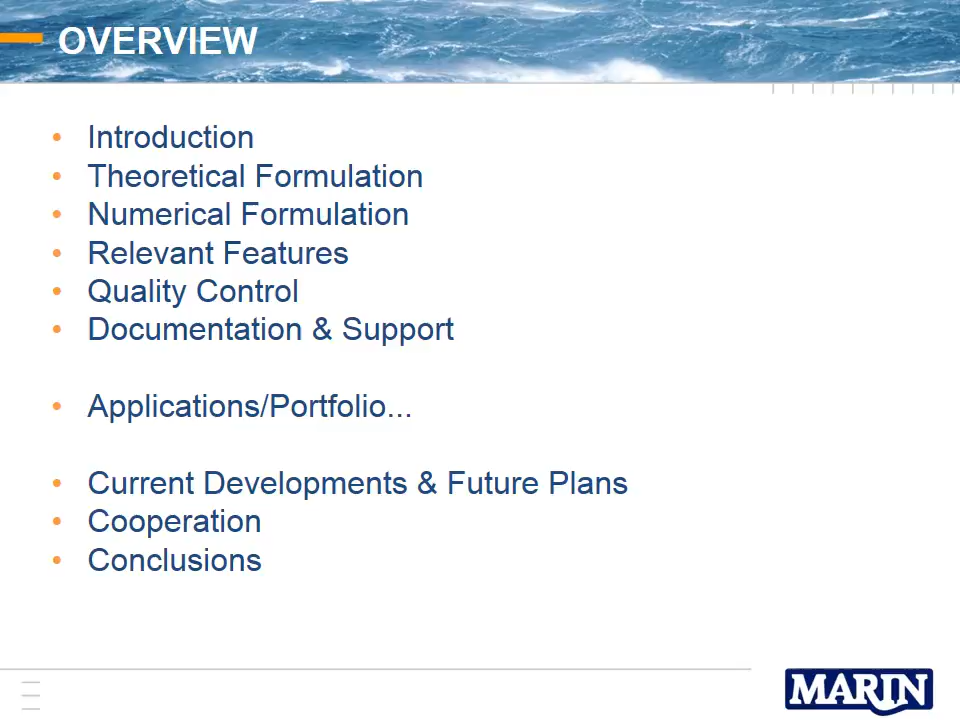 OVERVIEW
• Introduction
• Theoretical Formulation
• Numerical Formulation
• Relevant Features
• Quality Control
• Documentation & Support
• Applications/Portfolio...
• Current Developments & Future Plans
• Cooperation
• Conclusions
MARIN